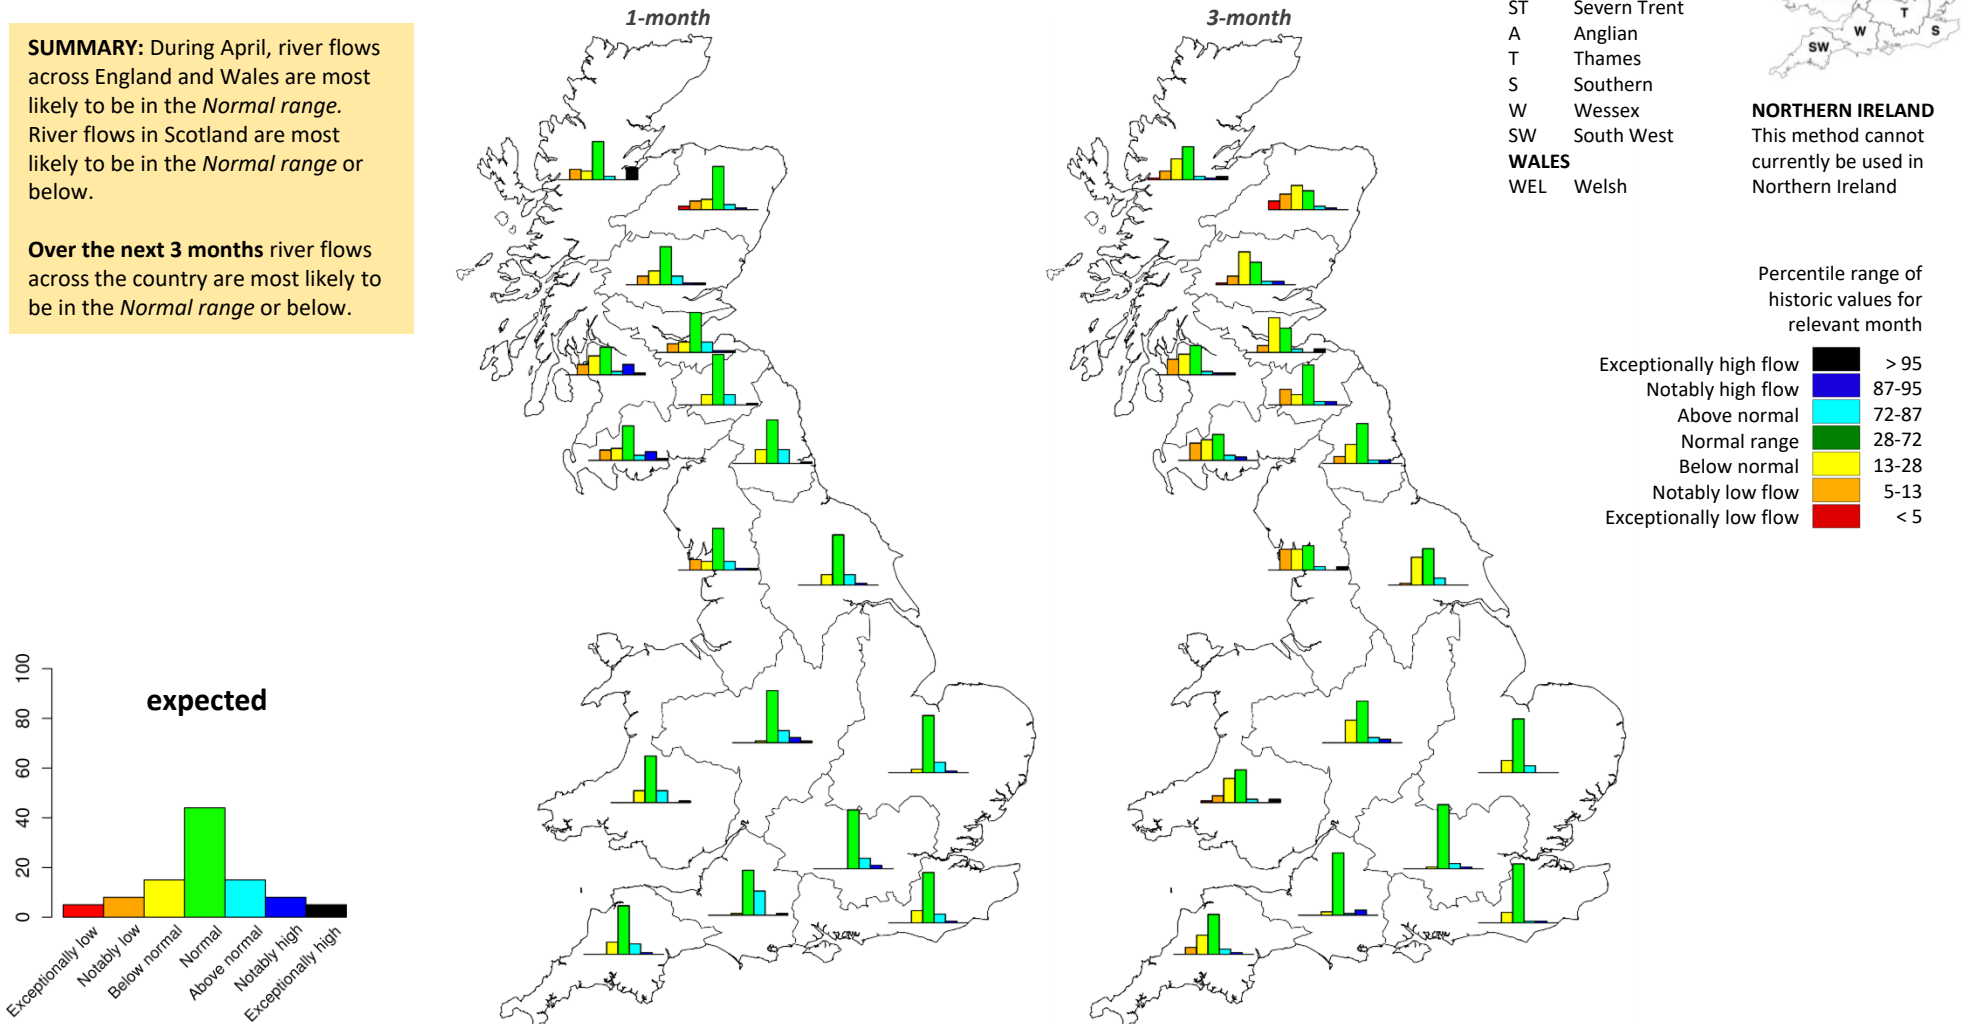 1-month
3-month
SUMMARY: During April, river flows
across England and Wales are most
likely to be in the Normal range.
River flows in Scotland are most
likely to be in the Normal range or
below.
Over the next 3 months river flows
across the country are most likely to
be in the Normal range or below.
ST Severn Trent
A Anglian
T Thames
S Southern
W Wessex
SW South West
WALES
WEL Welsh
T
W
S
SW
NORTHERN IRELAND
This method cannot
currently be used in
Northern Ireland
Percentile range of
historic values for
relevant month
Exceptionally high flow > 95
Notably high flow 87-95
Above normal 72-87
Normal range 28-72
Below normal 13-28
Notably low flow 5-13
Exceptionally low flow < 5
expected
100
80
60
40
20
0
Exceptionally low
Notably low
Below normal
Normal
Above normal
Notably high
Exceptionally high